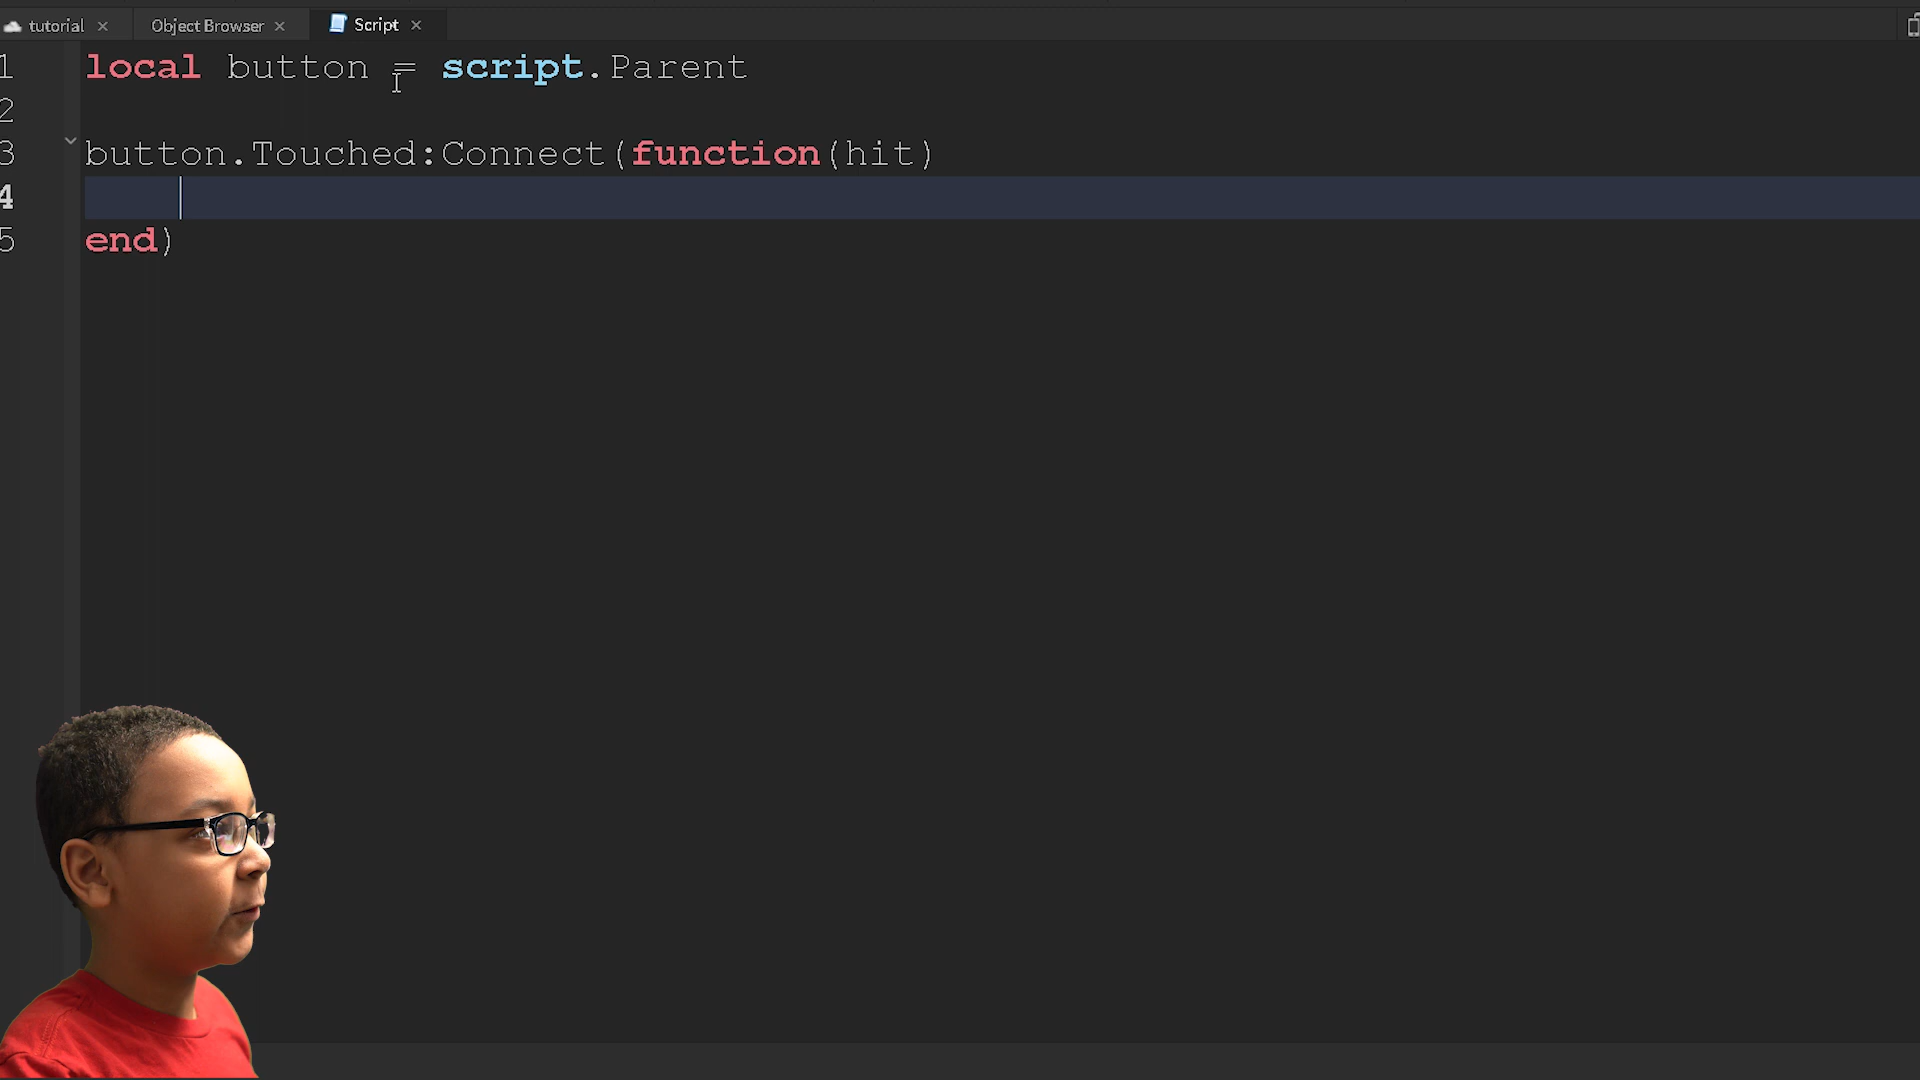 tutorial × Object Browser × Script ×
1 local button = script.Parent
2
3 button.Touched:Connect(function(hit)
4
5 end)